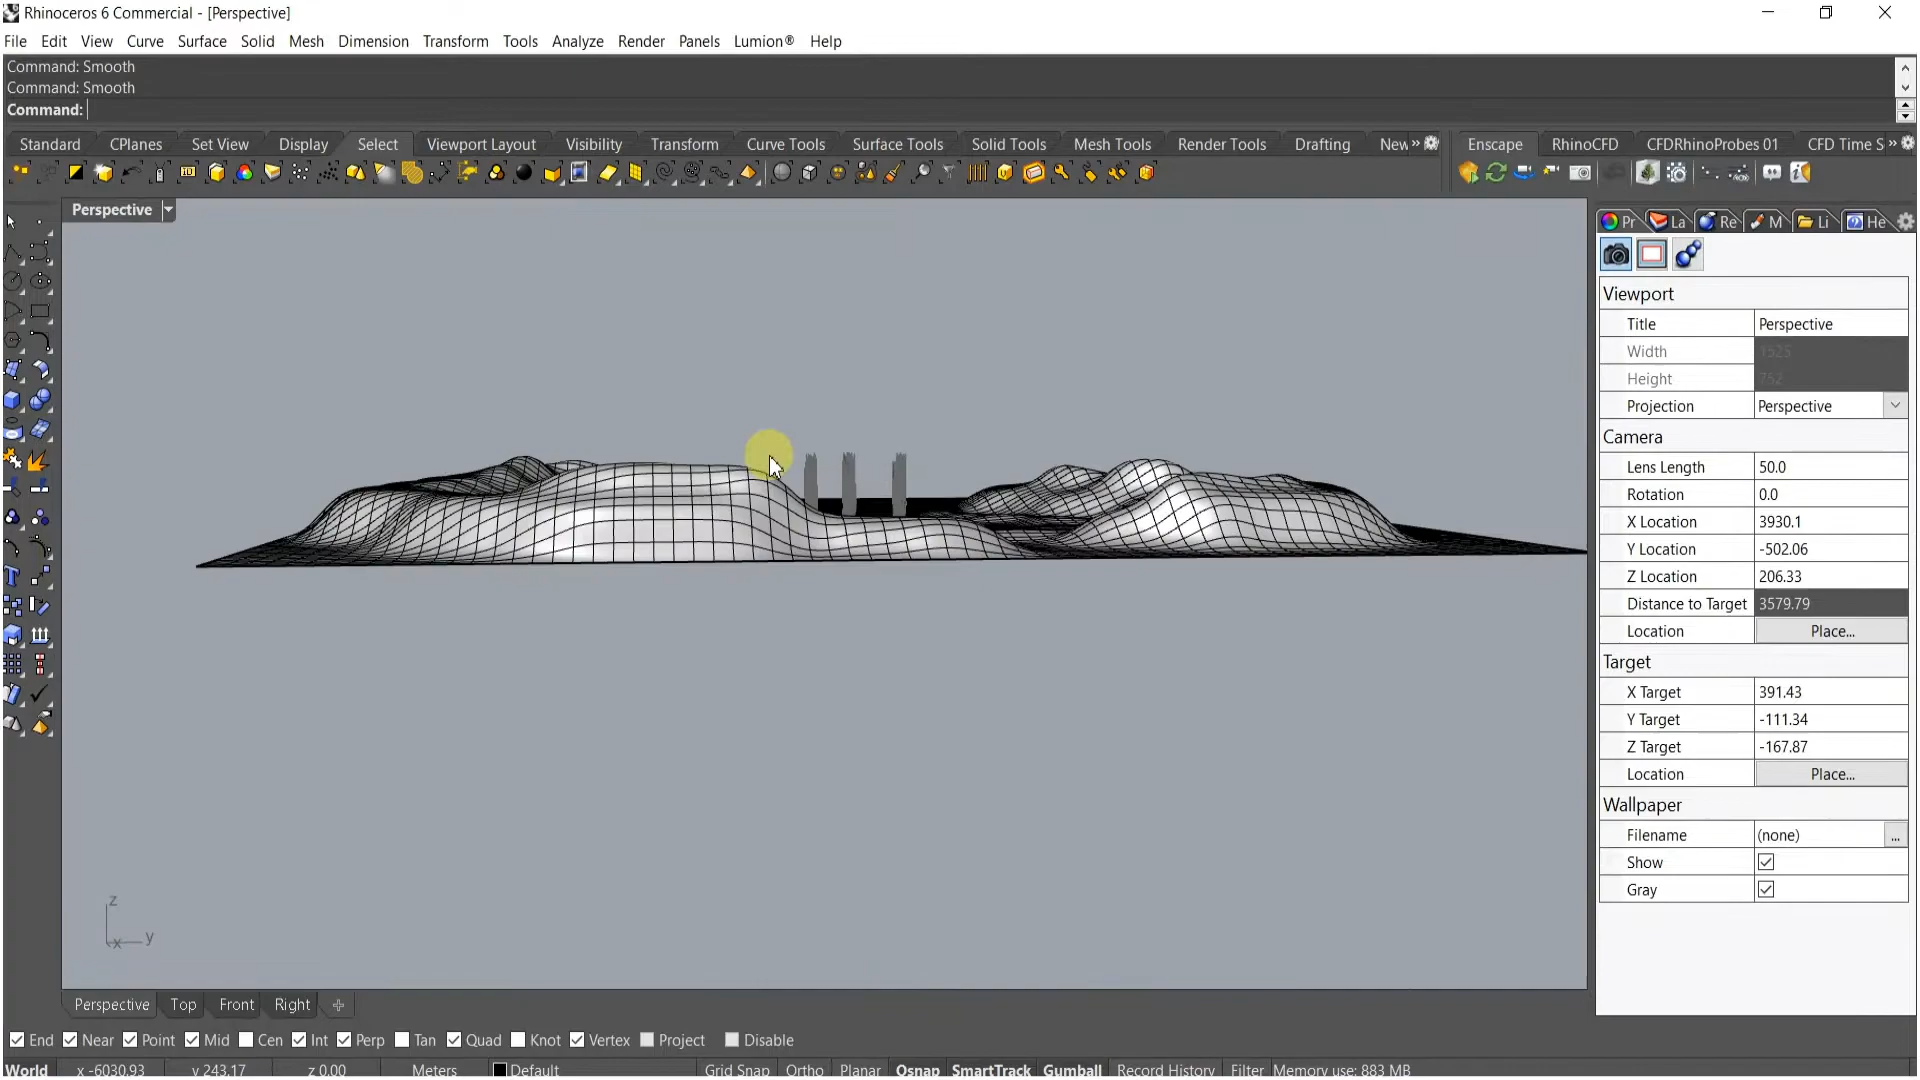 Rhinoceros 6 Commercial - [Perspective]
File Edit View Curve Surface Solid Mesh Dimension Transform Tools Analyze Render Panels Lumion® Help
Command: Smooth
Command: Smooth
Command:
Standard CPlanes Set View Display Select Viewport Layout Visibility Transform Curve Tools Surface Tools Solid Tools Mesh Tools Render Tools Drafting New » Enscape RhinoCFD CFDRhinoProbes 01 CFD Time S »
Perspective
Pr La Re M Li He
Viewport
Title Perspective
Width 1525
Height 752
Projection Perspective
Camera
Lens Length 50.0
Rotation 0.0
X Location 3930.1
Y Location -502.06
Z Location 206.33
Distance to Target 3579.79
Location Place...
Target
X Target 391.43
Y Target -111.34
Z Target -167.87
Location Place...
Wallpaper
Filename (none) ...
Show
Gray
z
x y
Perspective Top Front Right
End Near Point Mid Cen Int Perp Tan Quad Knot Vertex Project Disable
World x -6030.93 y 243.17 z 0.00 Meters Default Grid Snap Ortho Planar Osnap SmartTrack Gumball Record History Filter Memory use: 883 MB